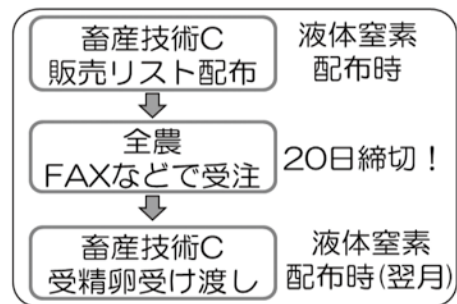 畜産技術C
販売リスト配布
液体窒素
配布時
全農
FAXなどで受注
20日締切！
畜産技術C
受精卵受け渡し
液体窒素
配布時(翌月)